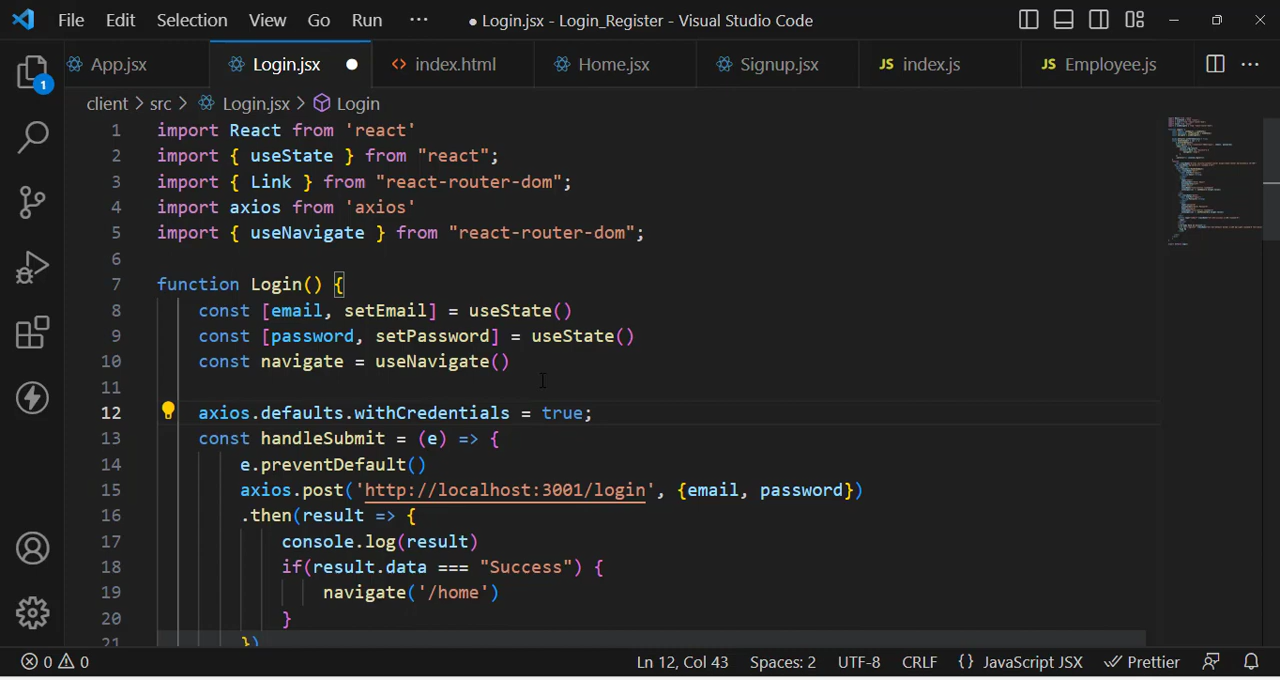 File Edit Selection View Go Run ··· ● Login.jsx - Login_Register - Visual Studio Code
App.jsx Login.jsx ● <> index.html Home.jsx Signup.jsx JS index.js JS Employee.js ···
1
client > src > Login.jsx > Login
1 import React from 'react'
2 import { useState } from "react";
3 import { Link } from "react-router-dom";
4 import axios from 'axios'
5 import { useNavigate } from "react-router-dom";
6
7 function Login() {
8 const [email, setEmail] = useState()
9 const [password, setPassword] = useState()
10 const navigate = useNavigate()
11
12 axios.defaults.withCredentials = true;
13 const handleSubmit = (e) => {
14 e.preventDefault()
15 axios.post('http://localhost:3001/login', {email, password})
16 .then(result => {
17 console.log(result)
18 if(result.data === "Success") {
19 navigate('/home')
20 }
21 })
0 0 Ln 12, Col 43 Spaces: 2 UTF-8 CRLF {} JavaScript JSX Prettier